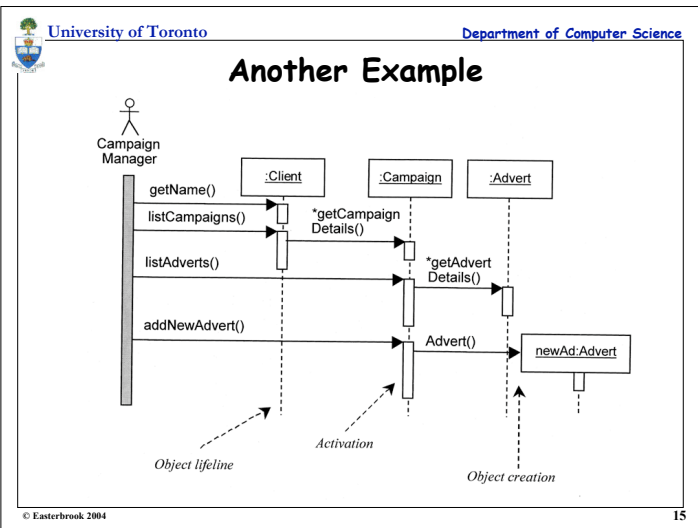 University of Toronto
Department of Computer Science
Another Example
Campaign
Manager
:Client
:Campaign
:Advert
getName()
listCampaigns()
*getCampaign
Details()
listAdverts()
*getAdvert
Details()
addNewAdvert()
Advert()
newAd:Advert
Object lifeline
Activation
Object creation
© Easterbrook 2004
15